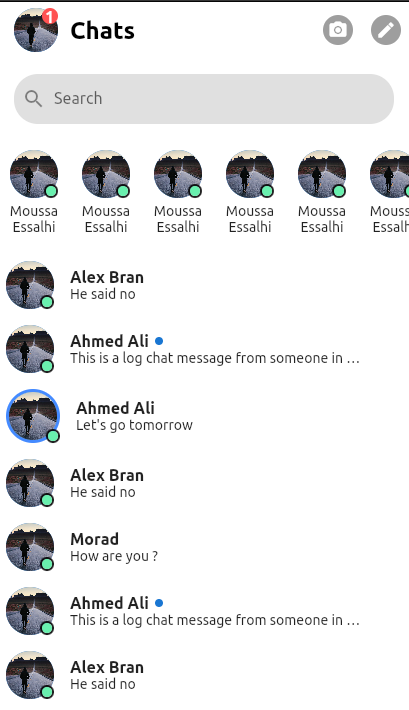 1
Chats
Search
Moussa Essalhi
Moussa Essalhi
Moussa Essalhi
Moussa Essalhi
Moussa Essalhi
Mouss
Essalh
Alex Bran
He said no
Ahmed Ali
This is a log chat message from someone in …
Ahmed Ali
Let's go tomorrow
Alex Bran
He said no
Morad
How are you ?
Ahmed Ali
This is a log chat message from someone in …
Alex Bran
He said no